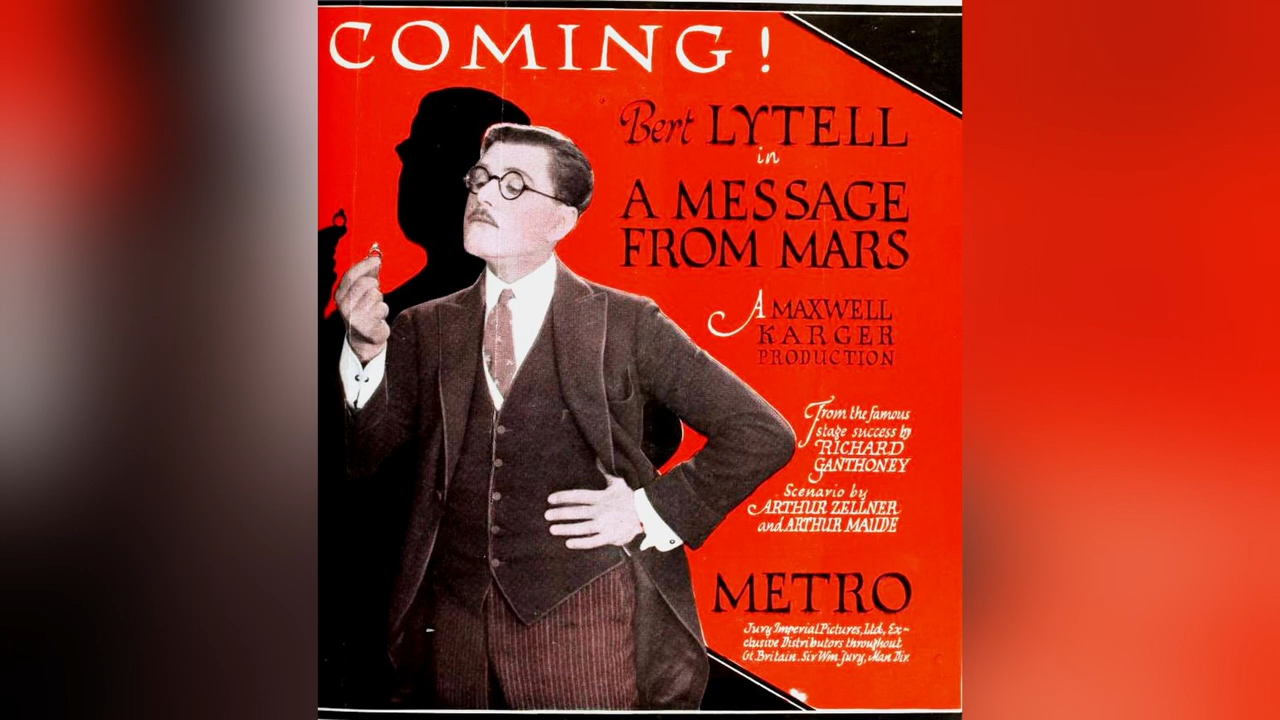 COMING!
Bert LYTELL
in
A MESSAGE
FROM MARS
A MAXWELL
KARGER
PRODUCTION
From the famous
stage success by
RICHARD
GANTHONEY
Scenario by
ARTHUR ZELLNER
and ARTHUR MAUDE
METRO
Jury Imperial Pictures, Ltd., Ex-
clusive Distributors throughout
Gt. Britain. Sir Wm. Jury, Man Dir.